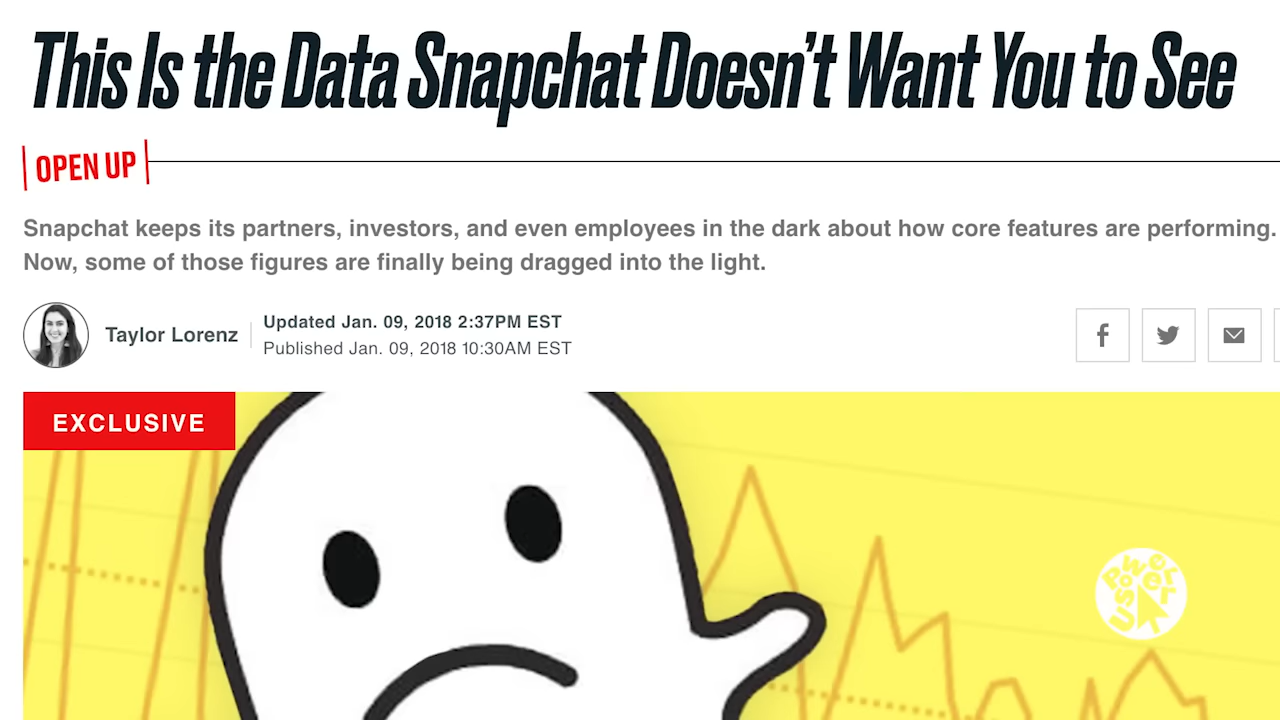 This Is the Data Snapchat Doesn't Want You to See
OPEN UP
Snapchat keeps its partners, investors, and even employees in the dark about how core features are performing.
Now, some of those figures are finally being dragged into the light.
Taylor Lorenz
Updated Jan. 09, 2018 2:37PM EST
Published Jan. 09, 2018 10:30AM EST
EXCLUSIVE
Power User